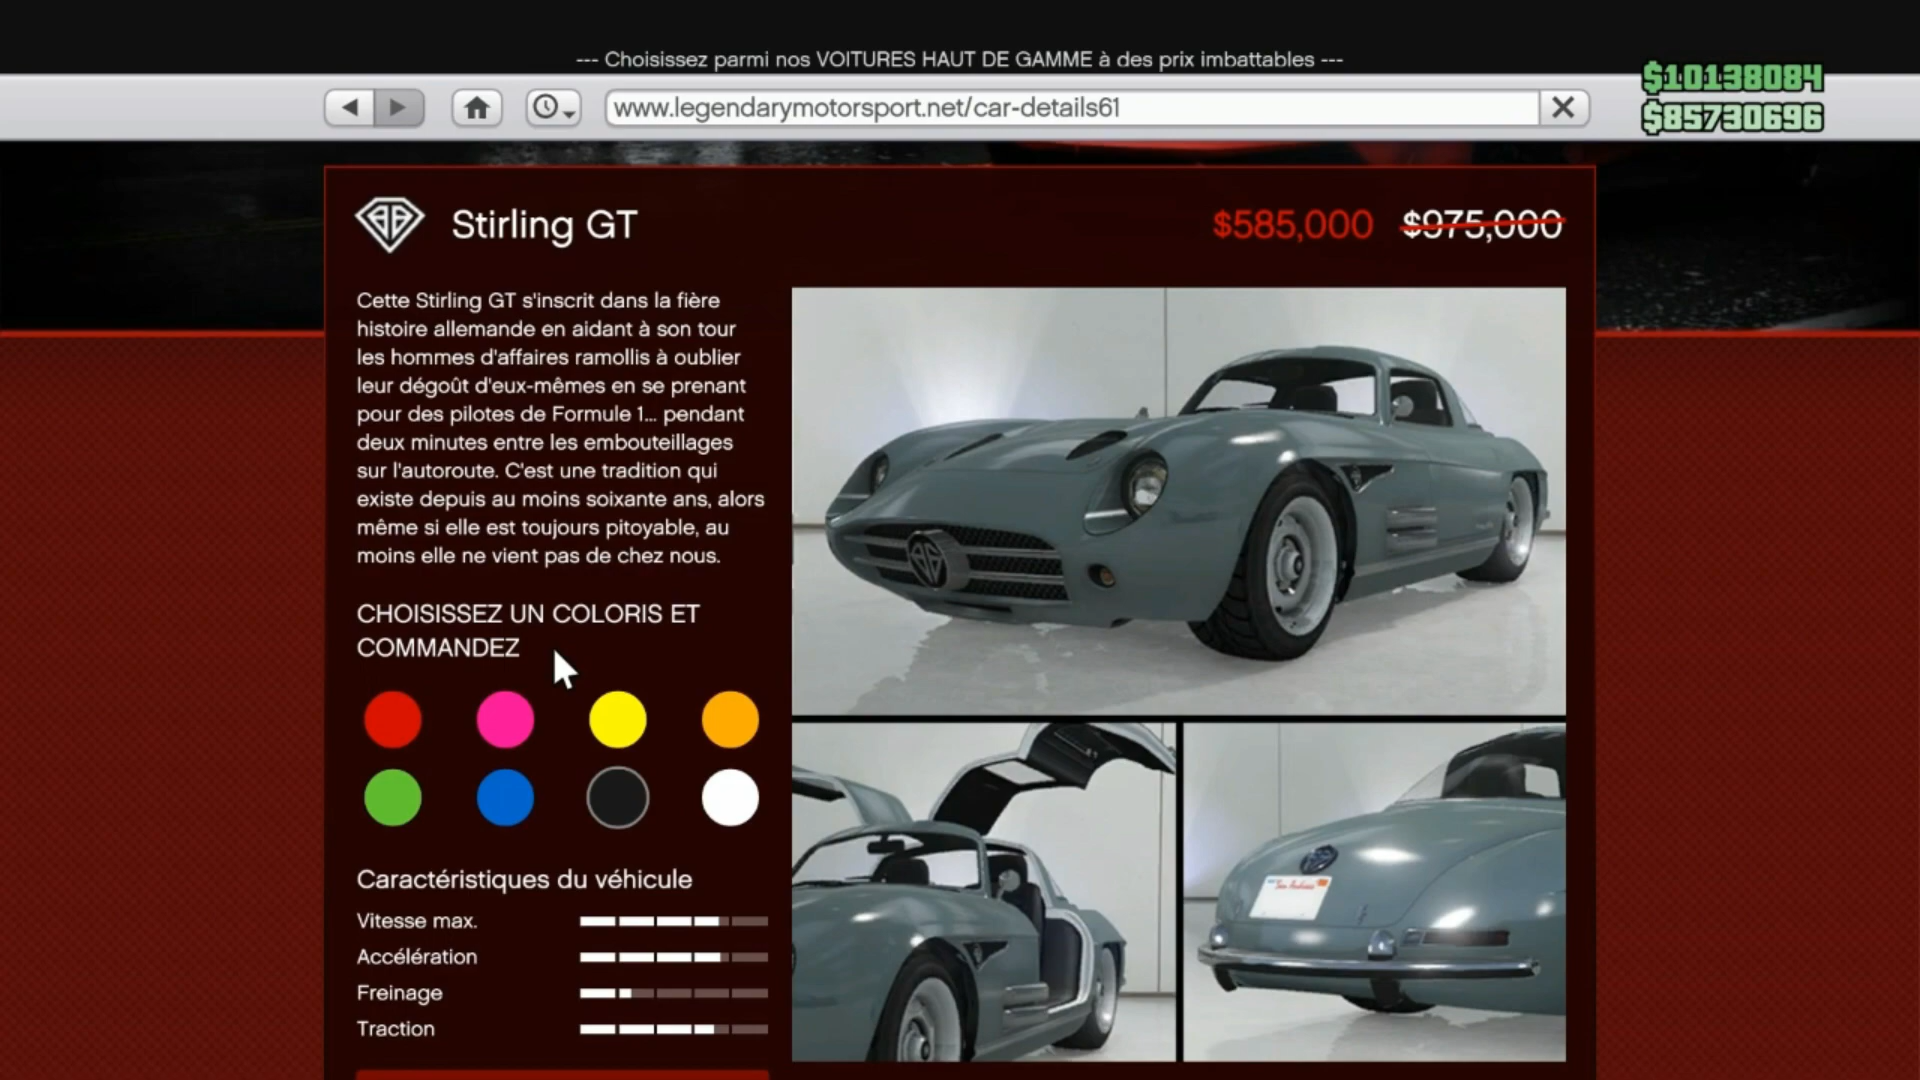 --- Choisissez parmi nos VOITURES HAUT DE GAMME à des prix imbattables ---
$10138084
www.legendarymotorsport.net/car-details61
$85730696
Stirling GT
$585,000 $975,000
Cette Stirling GT s'inscrit dans la fière
histoire allemande en aidant à son tour
les hommes d'affaires ramollis à oublier
leur dégoût d'eux-mêmes en se prenant
pour des pilotes de Formule 1... pendant
deux minutes entre les embouteillages
sur l'autoroute. C'est une tradition qui
existe depuis au moins soixante ans, alors
même si elle est toujours pitoyable, au
moins elle ne vient pas de chez nous.
CHOISISSEZ UN COLORIS ET
COMMANDEZ
Caractéristiques du véhicule
Vitesse max.
Accélération
Freinage
Traction